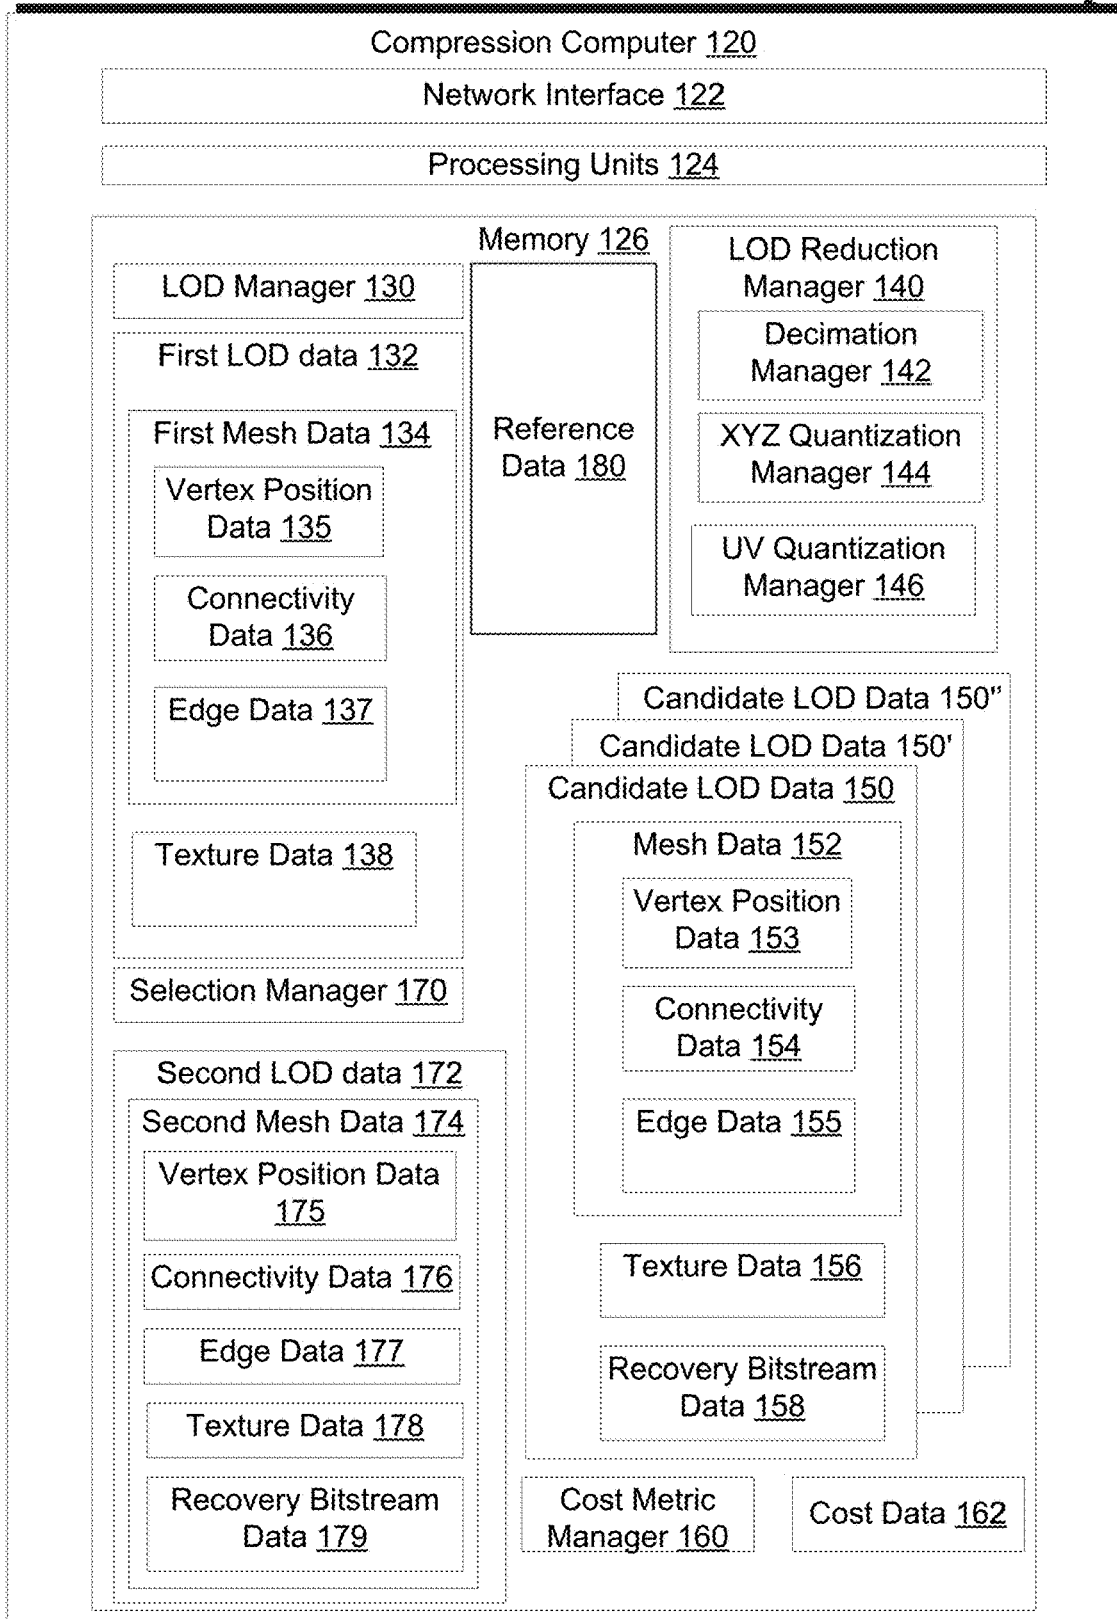 Compression Computer 120
Network Interface 122
Processing Units 124
Memory 126
LOD Manager 130
First LOD data 132
First Mesh Data 134
Vertex Position
Data 135
Connectivity
Data 136
Edge Data 137
Texture Data 138
Selection Manager 170
Second LOD data 172
Second Mesh Data 174
Vertex Position Data
175
Connectivity Data 176
Edge Data 177
Texture Data 178
Recovery Bitstream
Data 179
Reference
Data 180
LOD Reduction
Manager 140
Decimation
Manager 142
XYZ Quantization
Manager 144
UV Quantization
Manager 146
Candidate LOD Data 150"
Candidate LOD Data 150'
Candidate LOD Data 150
Mesh Data 152
Vertex Position
Data 153
Connectivity
Data 154
Edge Data 155
Texture Data 156
Recovery Bitstream
Data 158
Cost Metric
Manager 160
Cost Data 162